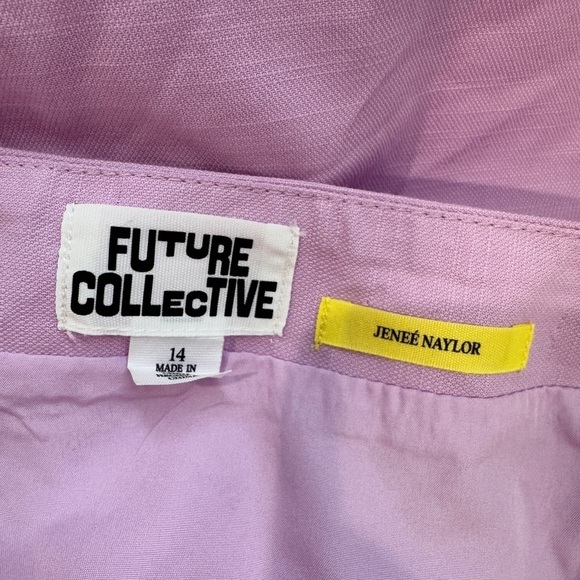 FUTURE
COLLECTIVE
JENEÉ NAYLOR
14
MADE IN